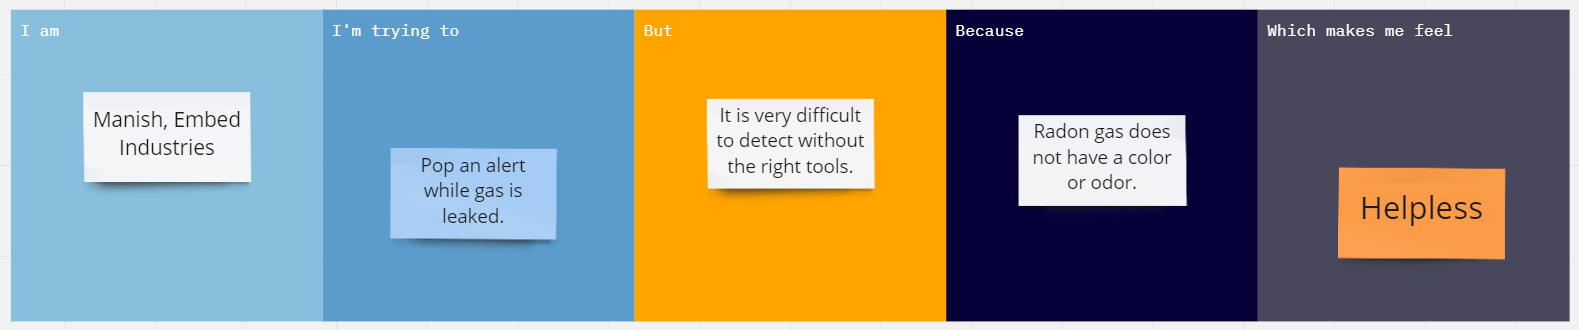 I am
Manish, Embed
Industries
I'm trying to
Pop an alert
while gas is
leaked.
But
It is very difficult
to detect without
the right tools.
Because
Radon gas does
not have a color
or odor.
Which makes me feel
Helpless